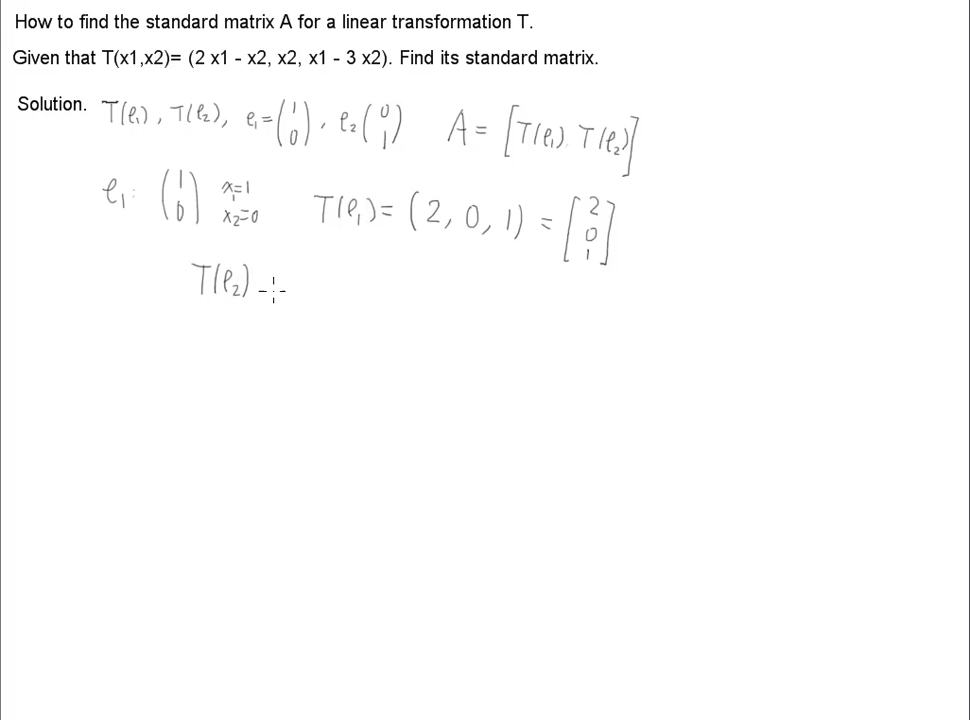 How to find the standard matrix A for a linear transformation T.
Given that T(x1,x2)= (2 x1 - x2, x2, x1 - 3 x2). Find its standard matrix.
Solution. T(e₁), T(e₂), e₁=(1 0), e₂(0 1) A= [T(e₁) T(e₂)]
e₁: (1 0) x₁=1 x₂=0 T(e₁)= (2, 0, 1) = [2 0 1]
T(e₂)